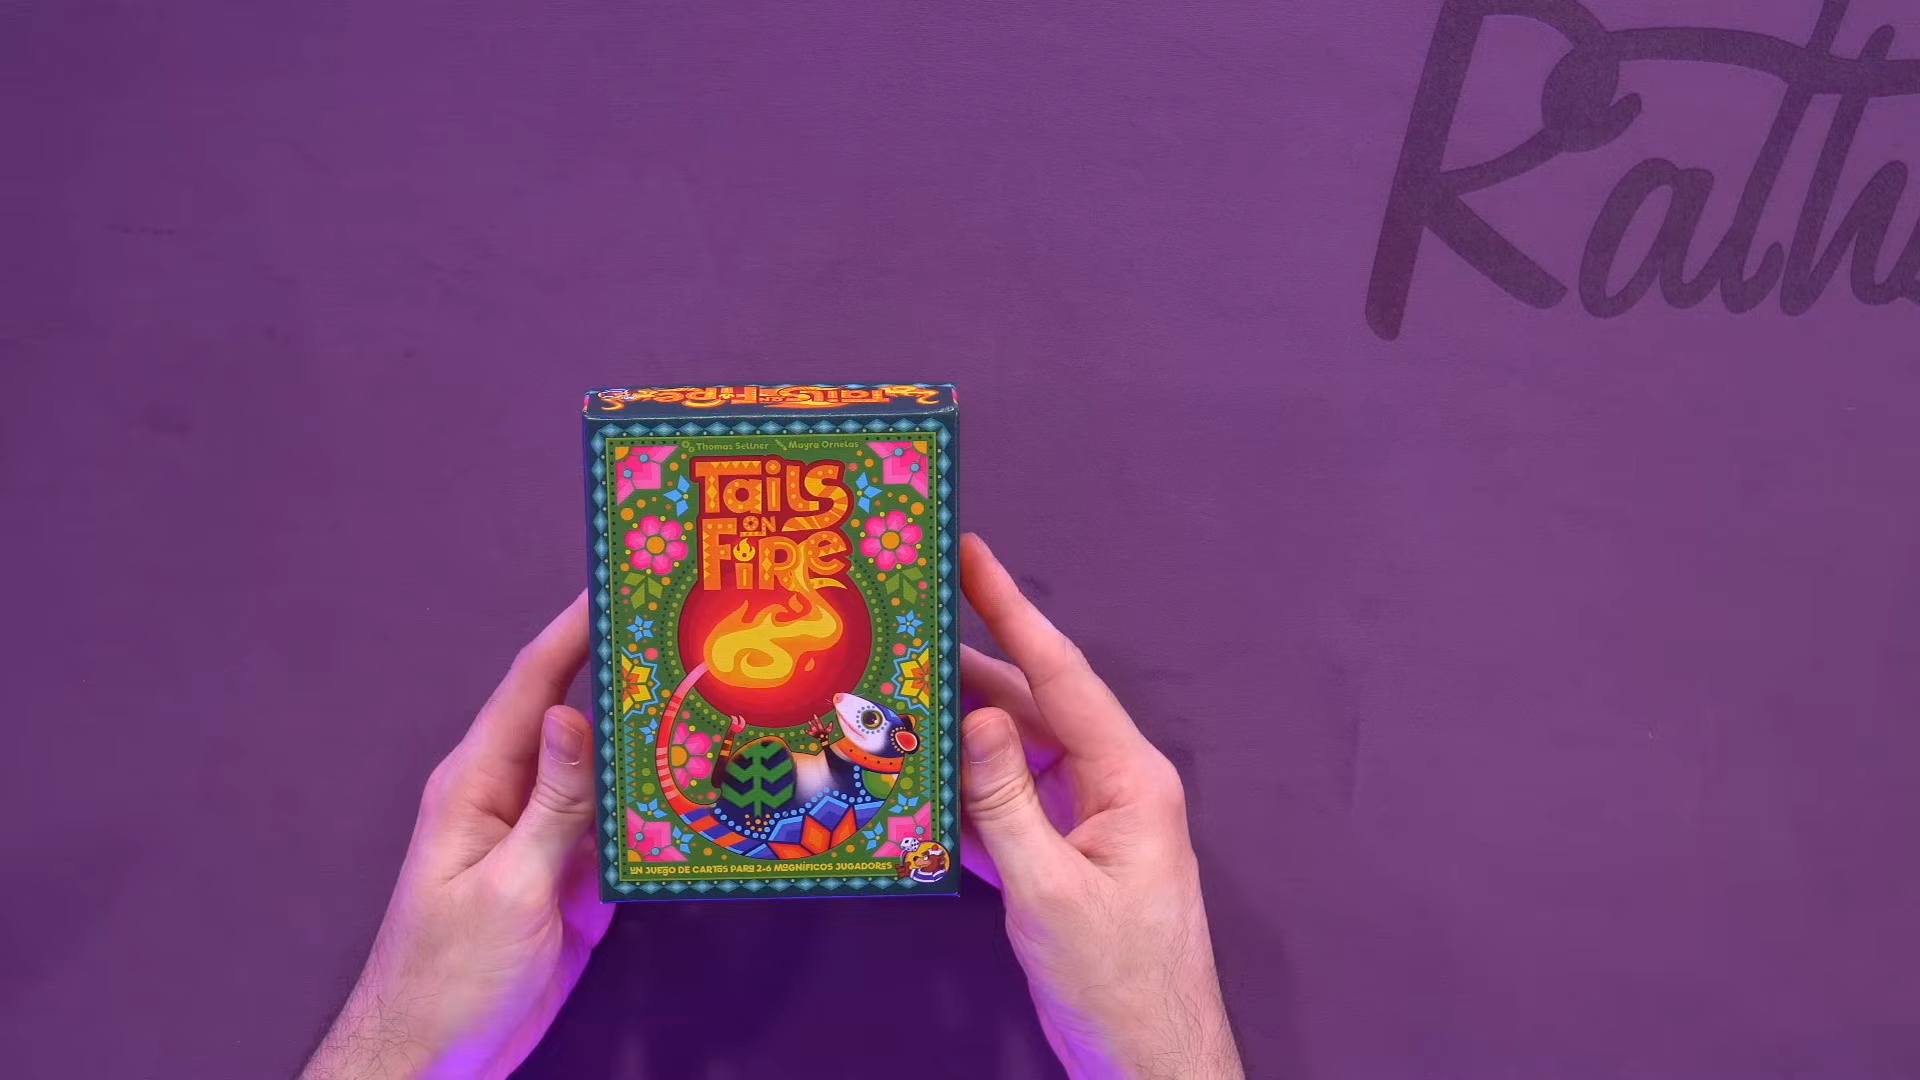 Rath
Tails on Fire
Thomas Sellner Mayra Ornelas
Tails
ON
FIRE
UN JUEGO DE CARTAS PARA 2-6 MAGNÍFICOS JUGADORES